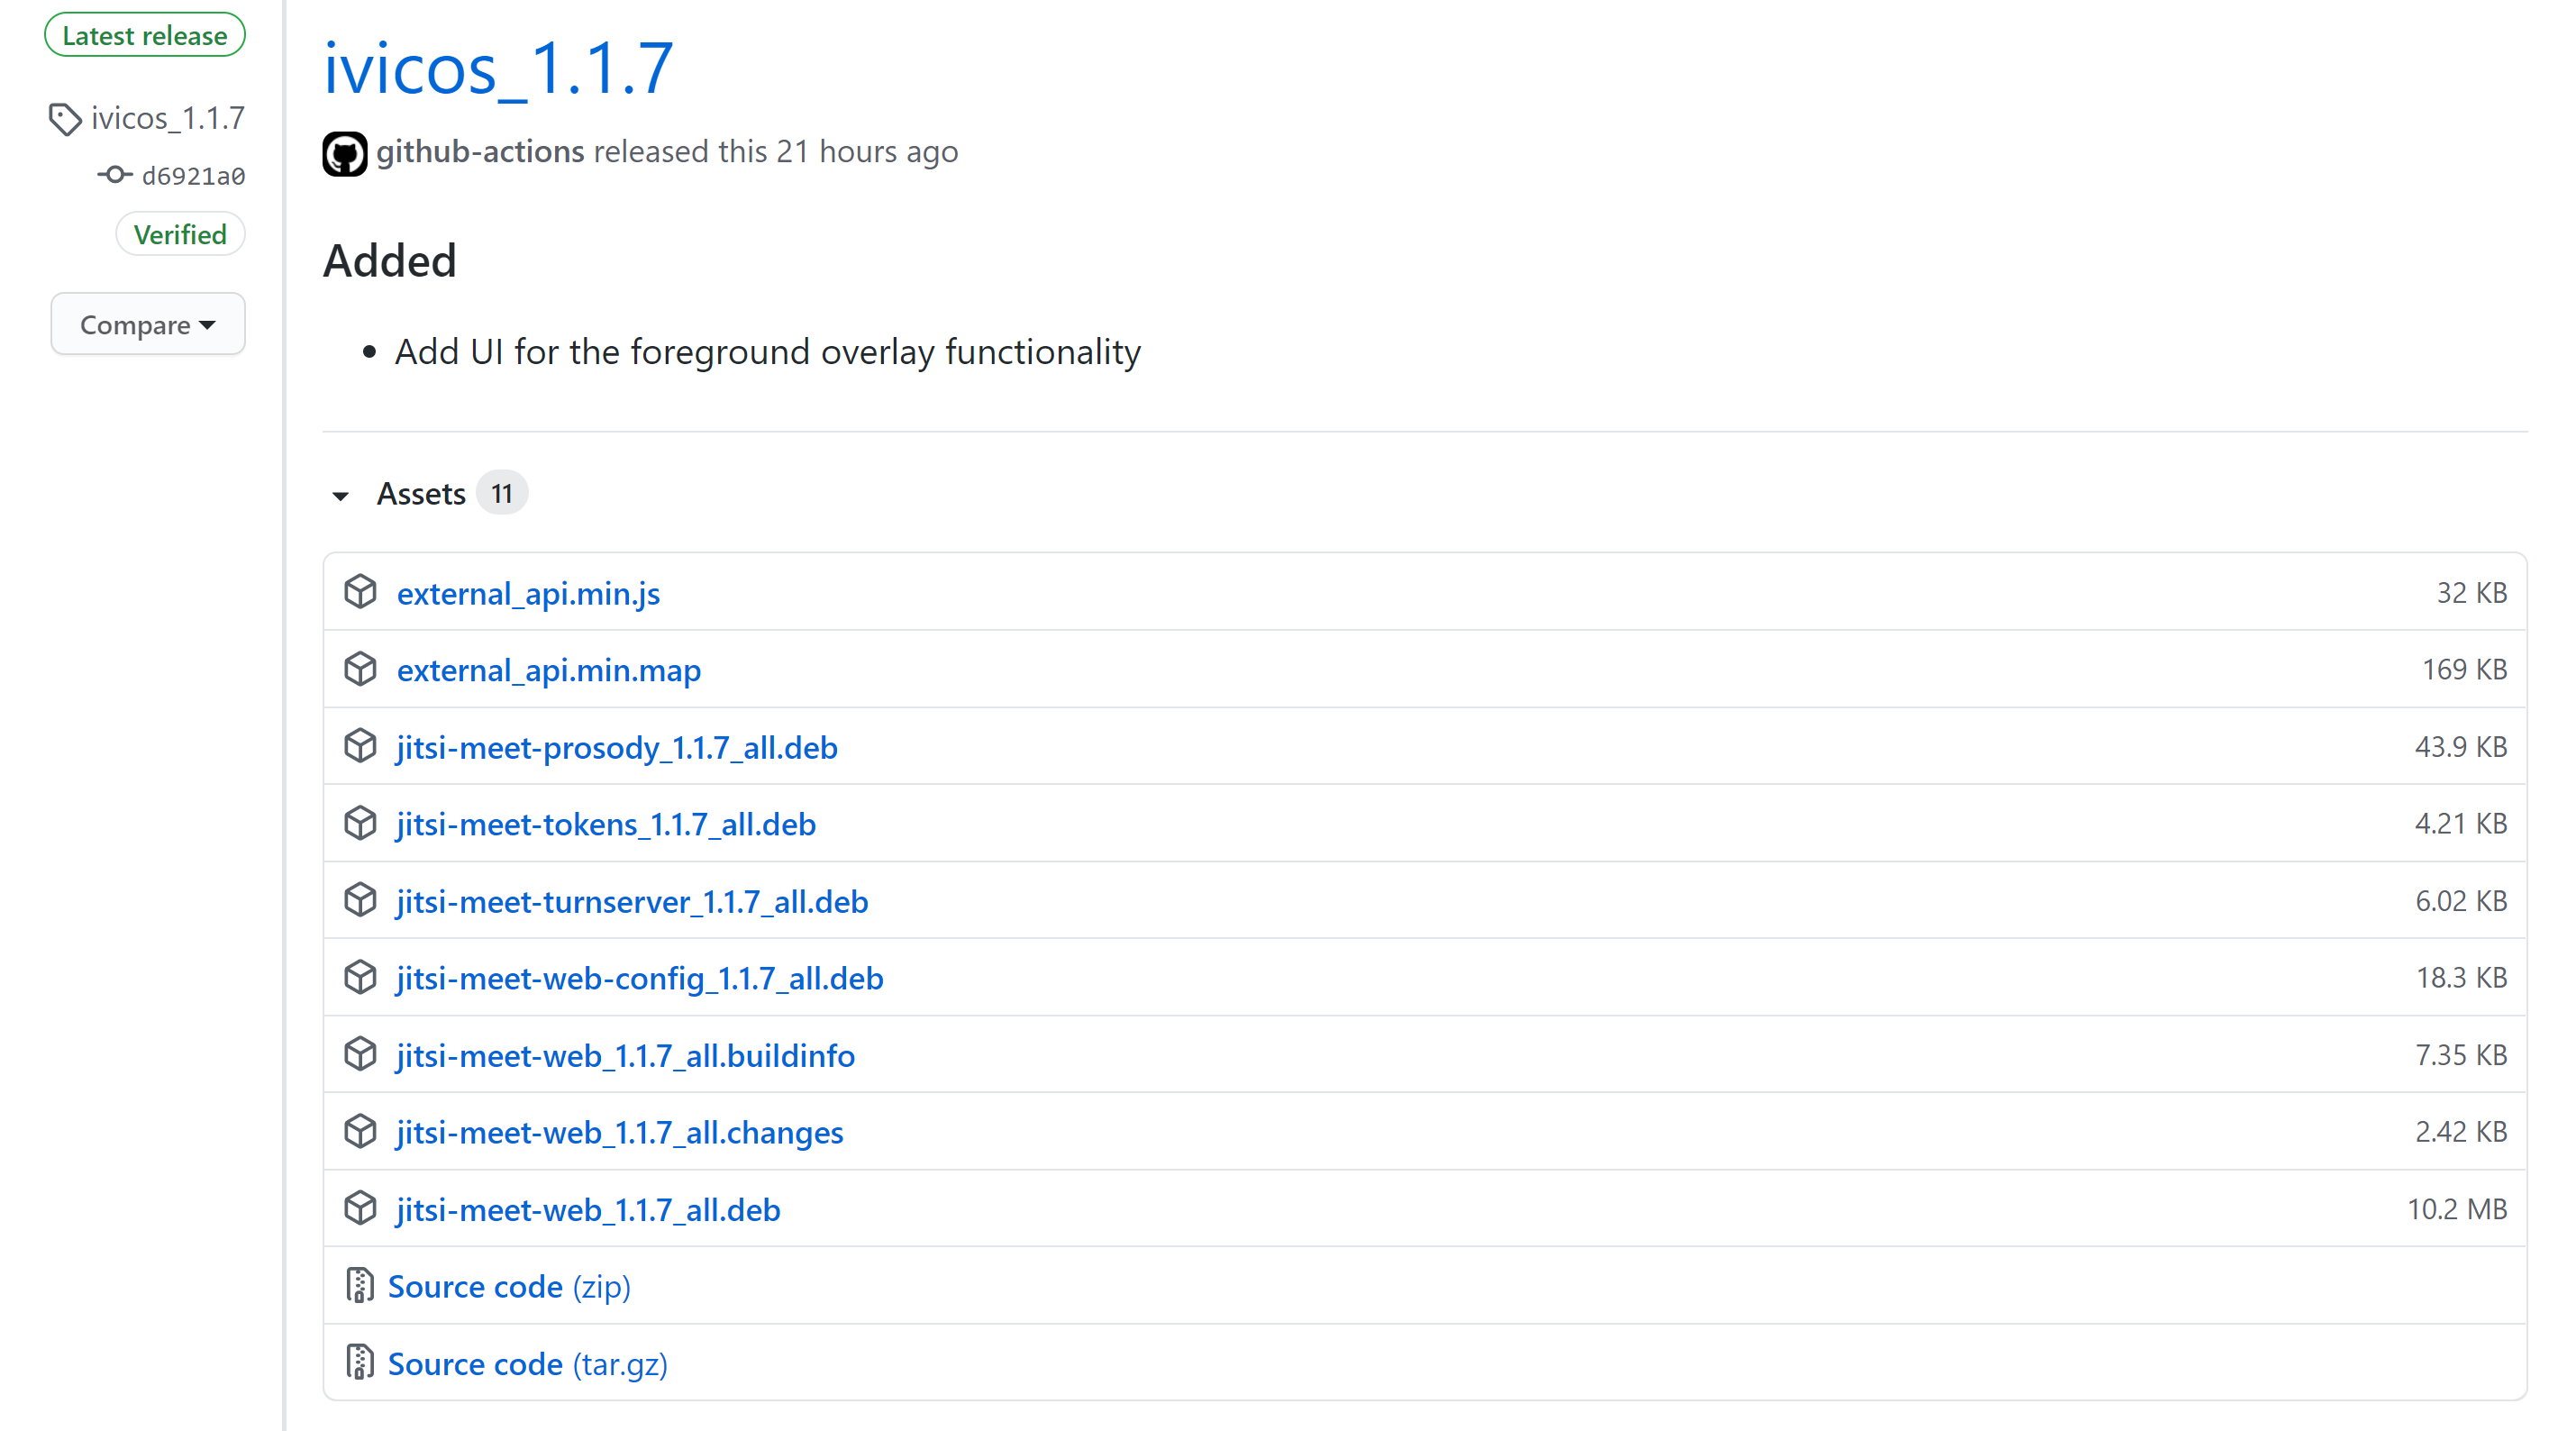 Latest release
ivicos_1.1.7
d6921a0
Verified
Compare
ivicos_1.1.7
github-actions released this 21 hours ago
Added
• Add UI for the foreground overlay functionality
Assets 11
external_api.min.js 32 KB
external_api.min.map 169 KB
jitsi-meet-prosody_1.1.7_all.deb 43.9 KB
jitsi-meet-tokens_1.1.7_all.deb 4.21 KB
jitsi-meet-turnserver_1.1.7_all.deb 6.02 KB
jitsi-meet-web-config_1.1.7_all.deb 18.3 KB
jitsi-meet-web_1.1.7_all.buildinfo 7.35 KB
jitsi-meet-web_1.1.7_all.changes 2.42 KB
jitsi-meet-web_1.1.7_all.deb 10.2 MB
Source code (zip)
Source code (tar.gz)